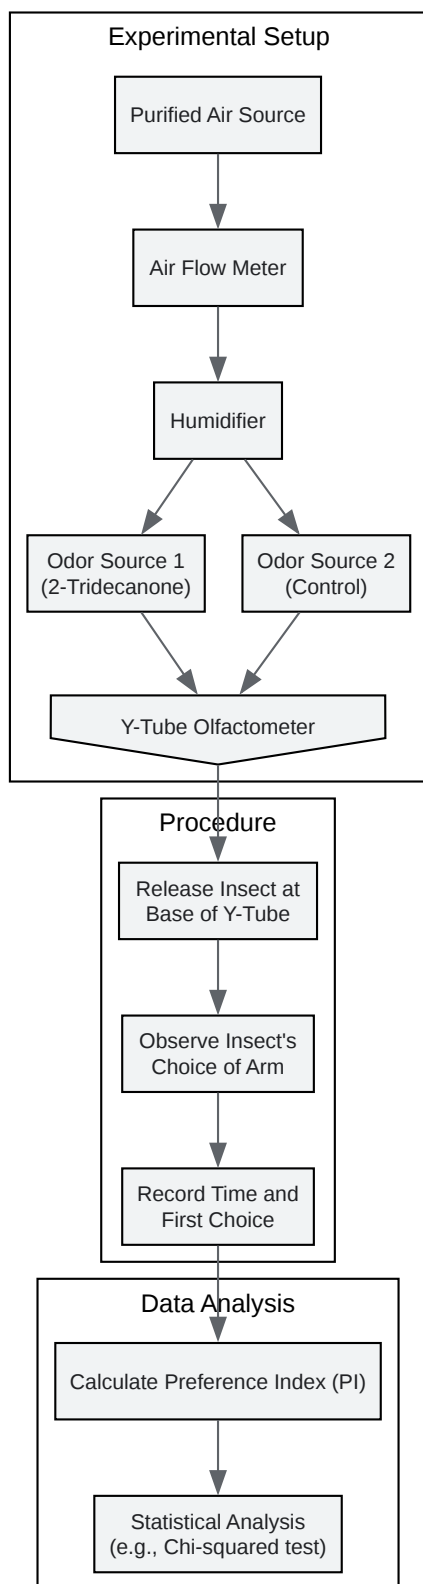 Experimental Setup
Purified Air Source
Air Flow Meter
Humidifier
Odor Source 1
(2-Tridecanone)
Odor Source 2
(Control)
Y-Tube Olfactometer
Procedure
Release Insect at
Base of Y-Tube
Observe Insect's
Choice of Arm
Record Time and
First Choice
Data Analysis
Calculate Preference Index (PI)
Statistical Analysis
(e.g., Chi-squared test)